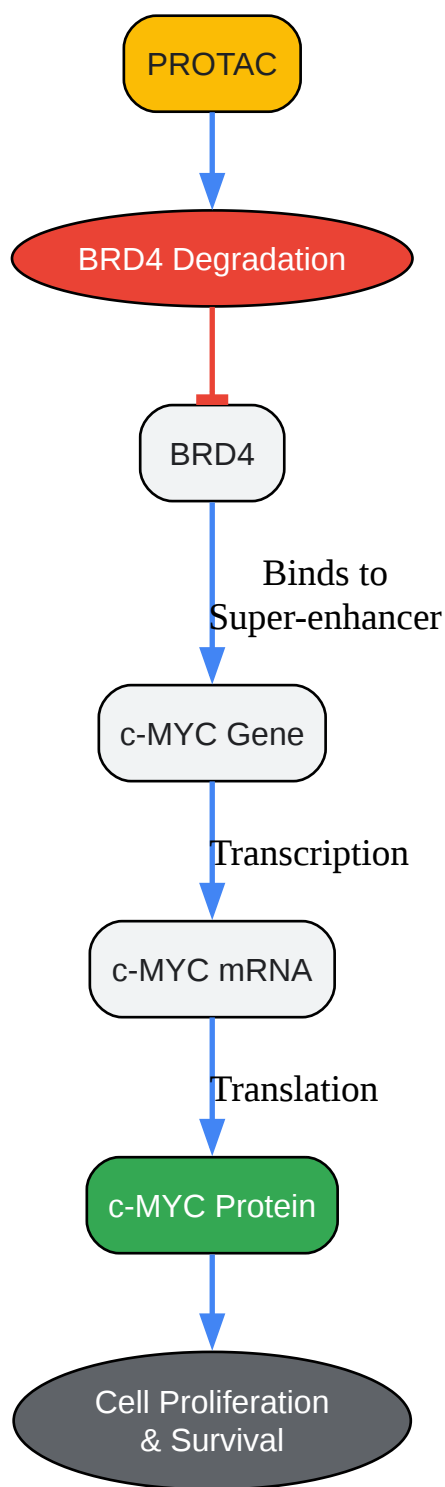 PROTAC
BRD4 Degradation
BRD4
Binds to
Super-enhancer
c-MYC Gene
Transcription
c-MYC mRNA
Translation
c-MYC Protein
Cell Proliferation
& Survival